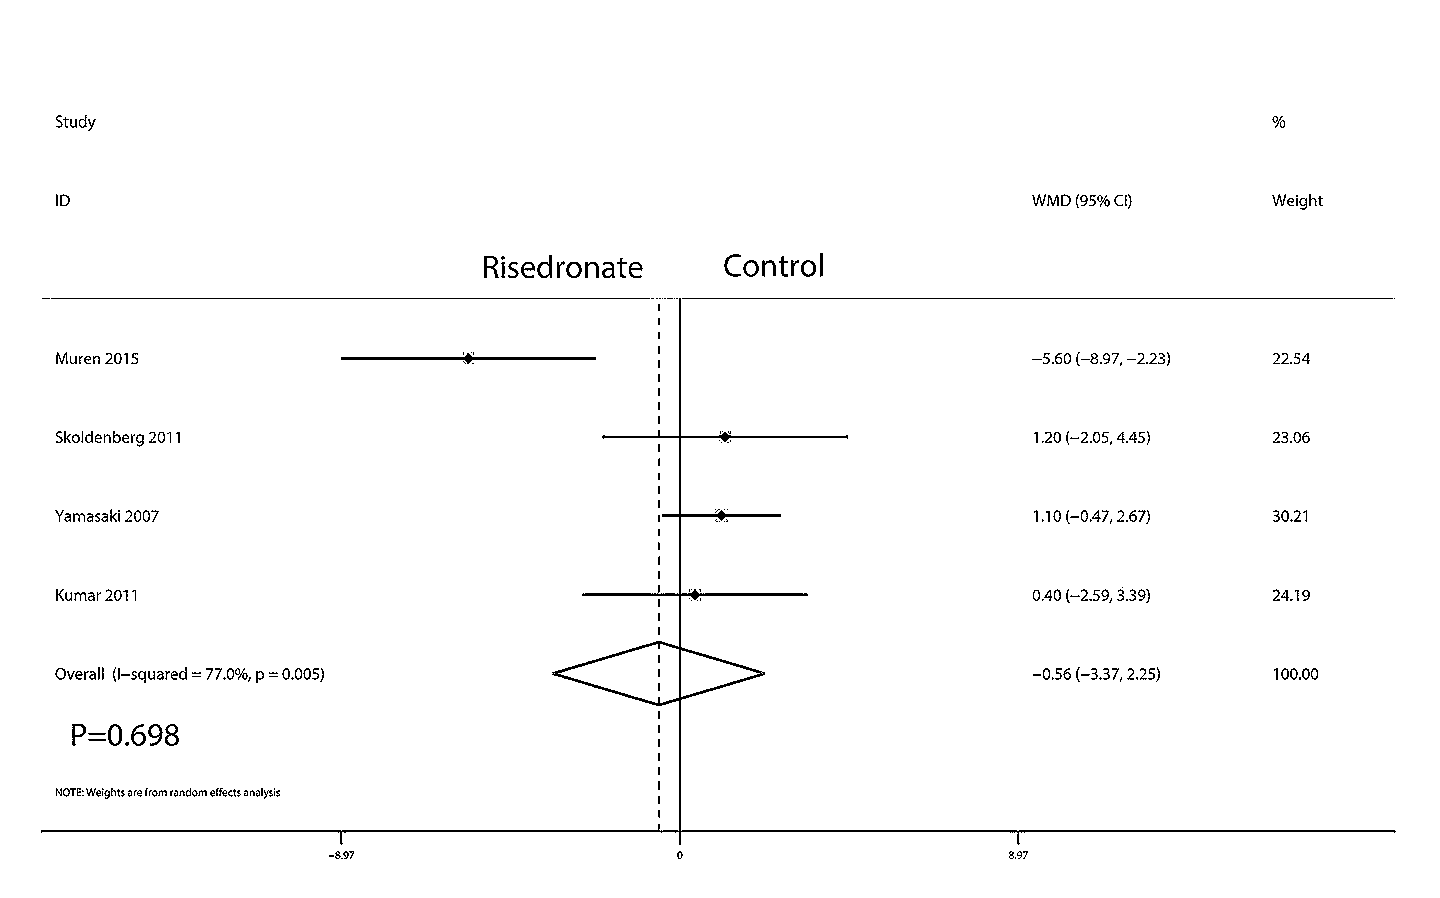 Study %
ID WMD (95% CI) Weight
Risedronate Control
Muren 2015 −5.60 (−8.97, −2.23) 22.54
Skoldenberg 2011 1.20 (−2.05, 4.45) 23.06
Yamasaki 2007 1.10 (−0.47, 2.67) 30.21
Kumar 2011 0.40 (−2.59, 3.39) 24.19
Overall (I−squared = 77.0%, p = 0.005) −0.56 (−3.37, 2.25) 100.00
P=0.698
NOTE: Weights are from random effects analysis
−8.97 0 8.97